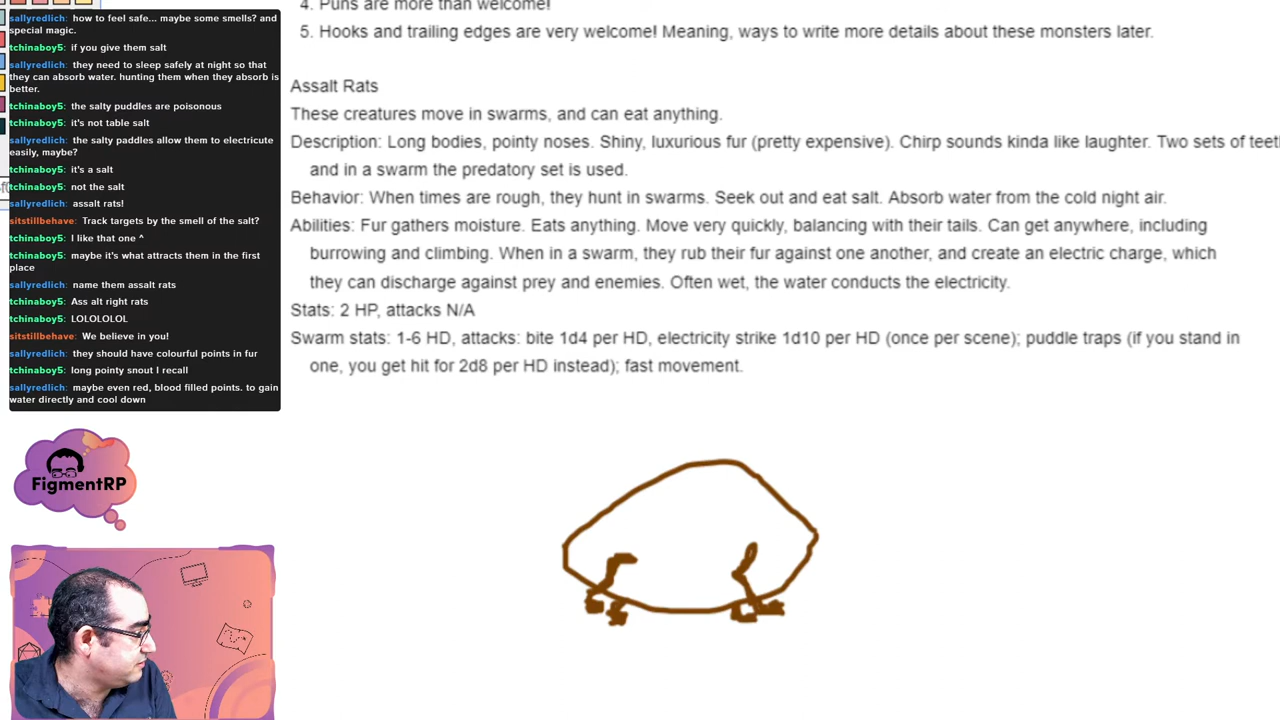 sallyredlich: how to feel safe... maybe some smells? and
special magic.
tchinaboy5: if you give them salt
sallyredlich: they need to sleep safely at night so that
they can absorb water. hunting them when they absorb is
better.
tchinaboy5: the salty puddles are poisonous
tchinaboy5: it's not table salt
sallyredlich: the salty paddles allow them to electricute
easily, maybe?
tchinaboy5: it's a salt
tchinaboy5: not the salt
sallyredlich: assalt rats!
sitstillbehave: Track targets by the smell of the salt?
tchinaboy5: I like that one ^
tchinaboy5: maybe it's what attracts them in the first
place
sallyredlich: name them assalt rats
tchinaboy5: Ass alt right rats
tchinaboy5: LOLOLOLOL
sitstillbehave: We believe in you!
sallyredlich: they should have colourful points in fur
tchinaboy5: long pointy snout I recall
sallyredlich: maybe even red, blood filled points. to gain
water directly and cool down
FigmentRP
4. Puns are more than welcome!
5. Hooks and trailing edges are very welcome! Meaning, ways to write more details about these monsters later.
Assalt Rats
These creatures move in swarms, and can eat anything.
Description: Long bodies, pointy noses. Shiny, luxurious fur (pretty expensive). Chirp sounds kinda like laughter. Two sets of teet
and in a swarm the predatory set is used.
Behavior: When times are rough, they hunt in swarms. Seek out and eat salt. Absorb water from the cold night air.
Abilities: Fur gathers moisture. Eats anything. Move very quickly, balancing with their tails. Can get anywhere, including
burrowing and climbing. When in a swarm, they rub their fur against one another, and create an electric charge, which
they can discharge against prey and enemies. Often wet, the water conducts the electricity.
Stats: 2 HP, attacks N/A
Swarm stats: 1-6 HD, attacks: bite 1d4 per HD, electricity strike 1d10 per HD (once per scene); puddle traps (if you stand in
one, you get hit for 2d8 per HD instead); fast movement.